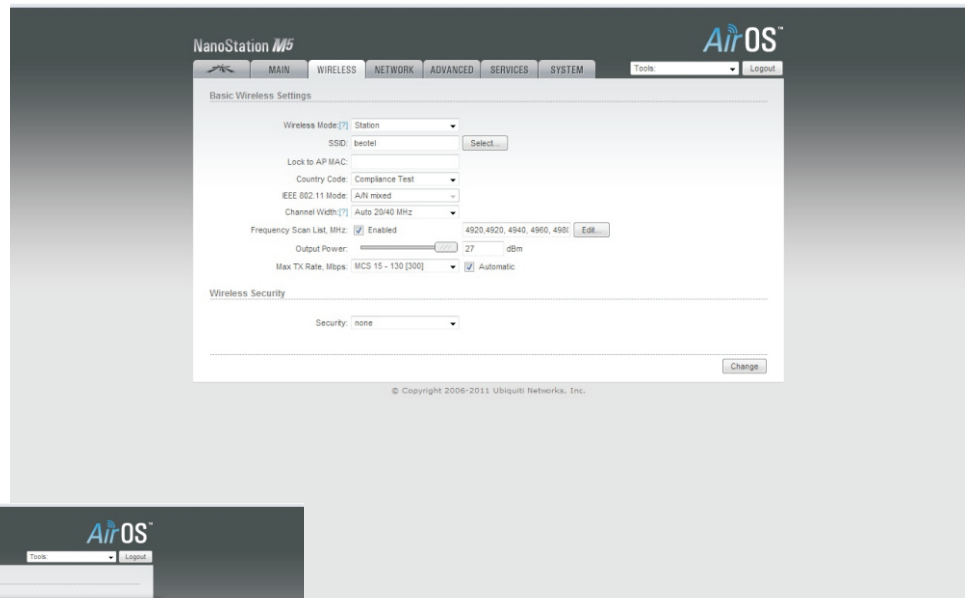 NanoStation M5
AirOS™
MAIN WIRELESS NETWORK ADVANCED SERVICES SYSTEM Tools: Logout
Basic Wireless Settings
Wireless Mode:[?] Station
SSID: beotel Select...
Lock to AP MAC:
Country Code: Compliance Test
IEEE 802.11 Mode: A/N mixed
Channel Width:[?] Auto 20/40 MHz
Frequency Scan List, MHz: Enabled 4920,4920, 4940, 4960, 498 Edit...
Output Power: 27 dBm
Max TX Rate, Mbps: MCS 15 - 130 [300] Automatic
Wireless Security
Security: none
Change
© Copyright 2006-2011 Ubiquiti Networks, Inc.
AirOS™
Tools: Logout